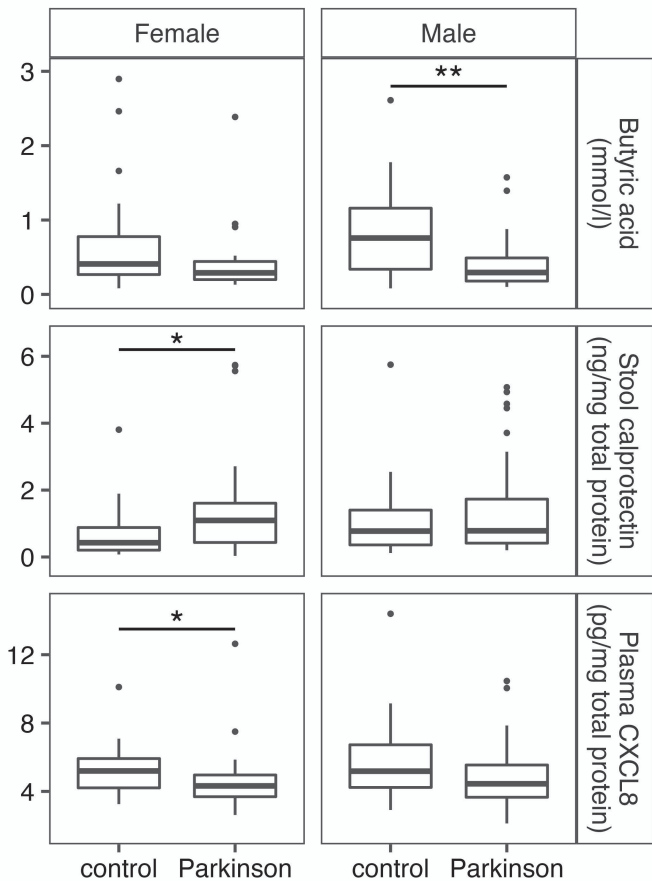 Female
Male
3
2
1
0
**
Butyric acid
(mmol/l)
6
4
2
0
*
Stool calprotectin
(ng/mg total protein)
12
8
4
*
Plasma CXCL8
(pg/mg total protein)
control
Parkinson
control
Parkinson